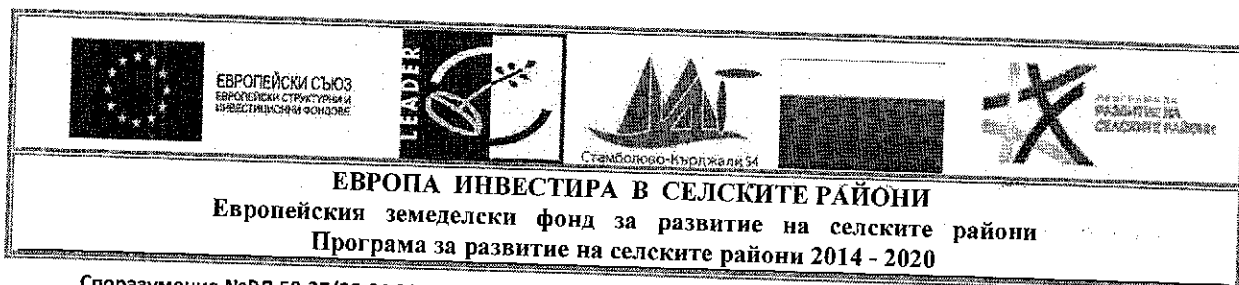 ЕВРОПЕЙСКИ СЪЮЗ
ЕВРОПЕЙСКИ СТРУКТУРНИ И
ИНВЕСТИЦИОННИ ФОНДОВЕ
LEADER
Стамболово-Кърджали 54
ПРОГРАМА ЗА
РАЗВИТИЕ НА
СЕЛСКИТЕ РАЙОНИ
ЕВРОПА ИНВЕСТИРА В СЕЛСКИТЕ РАЙОНИ
Европейския земеделски фонд за развитие на селските райони
Програма за развитие на селските райони 2014 - 2020